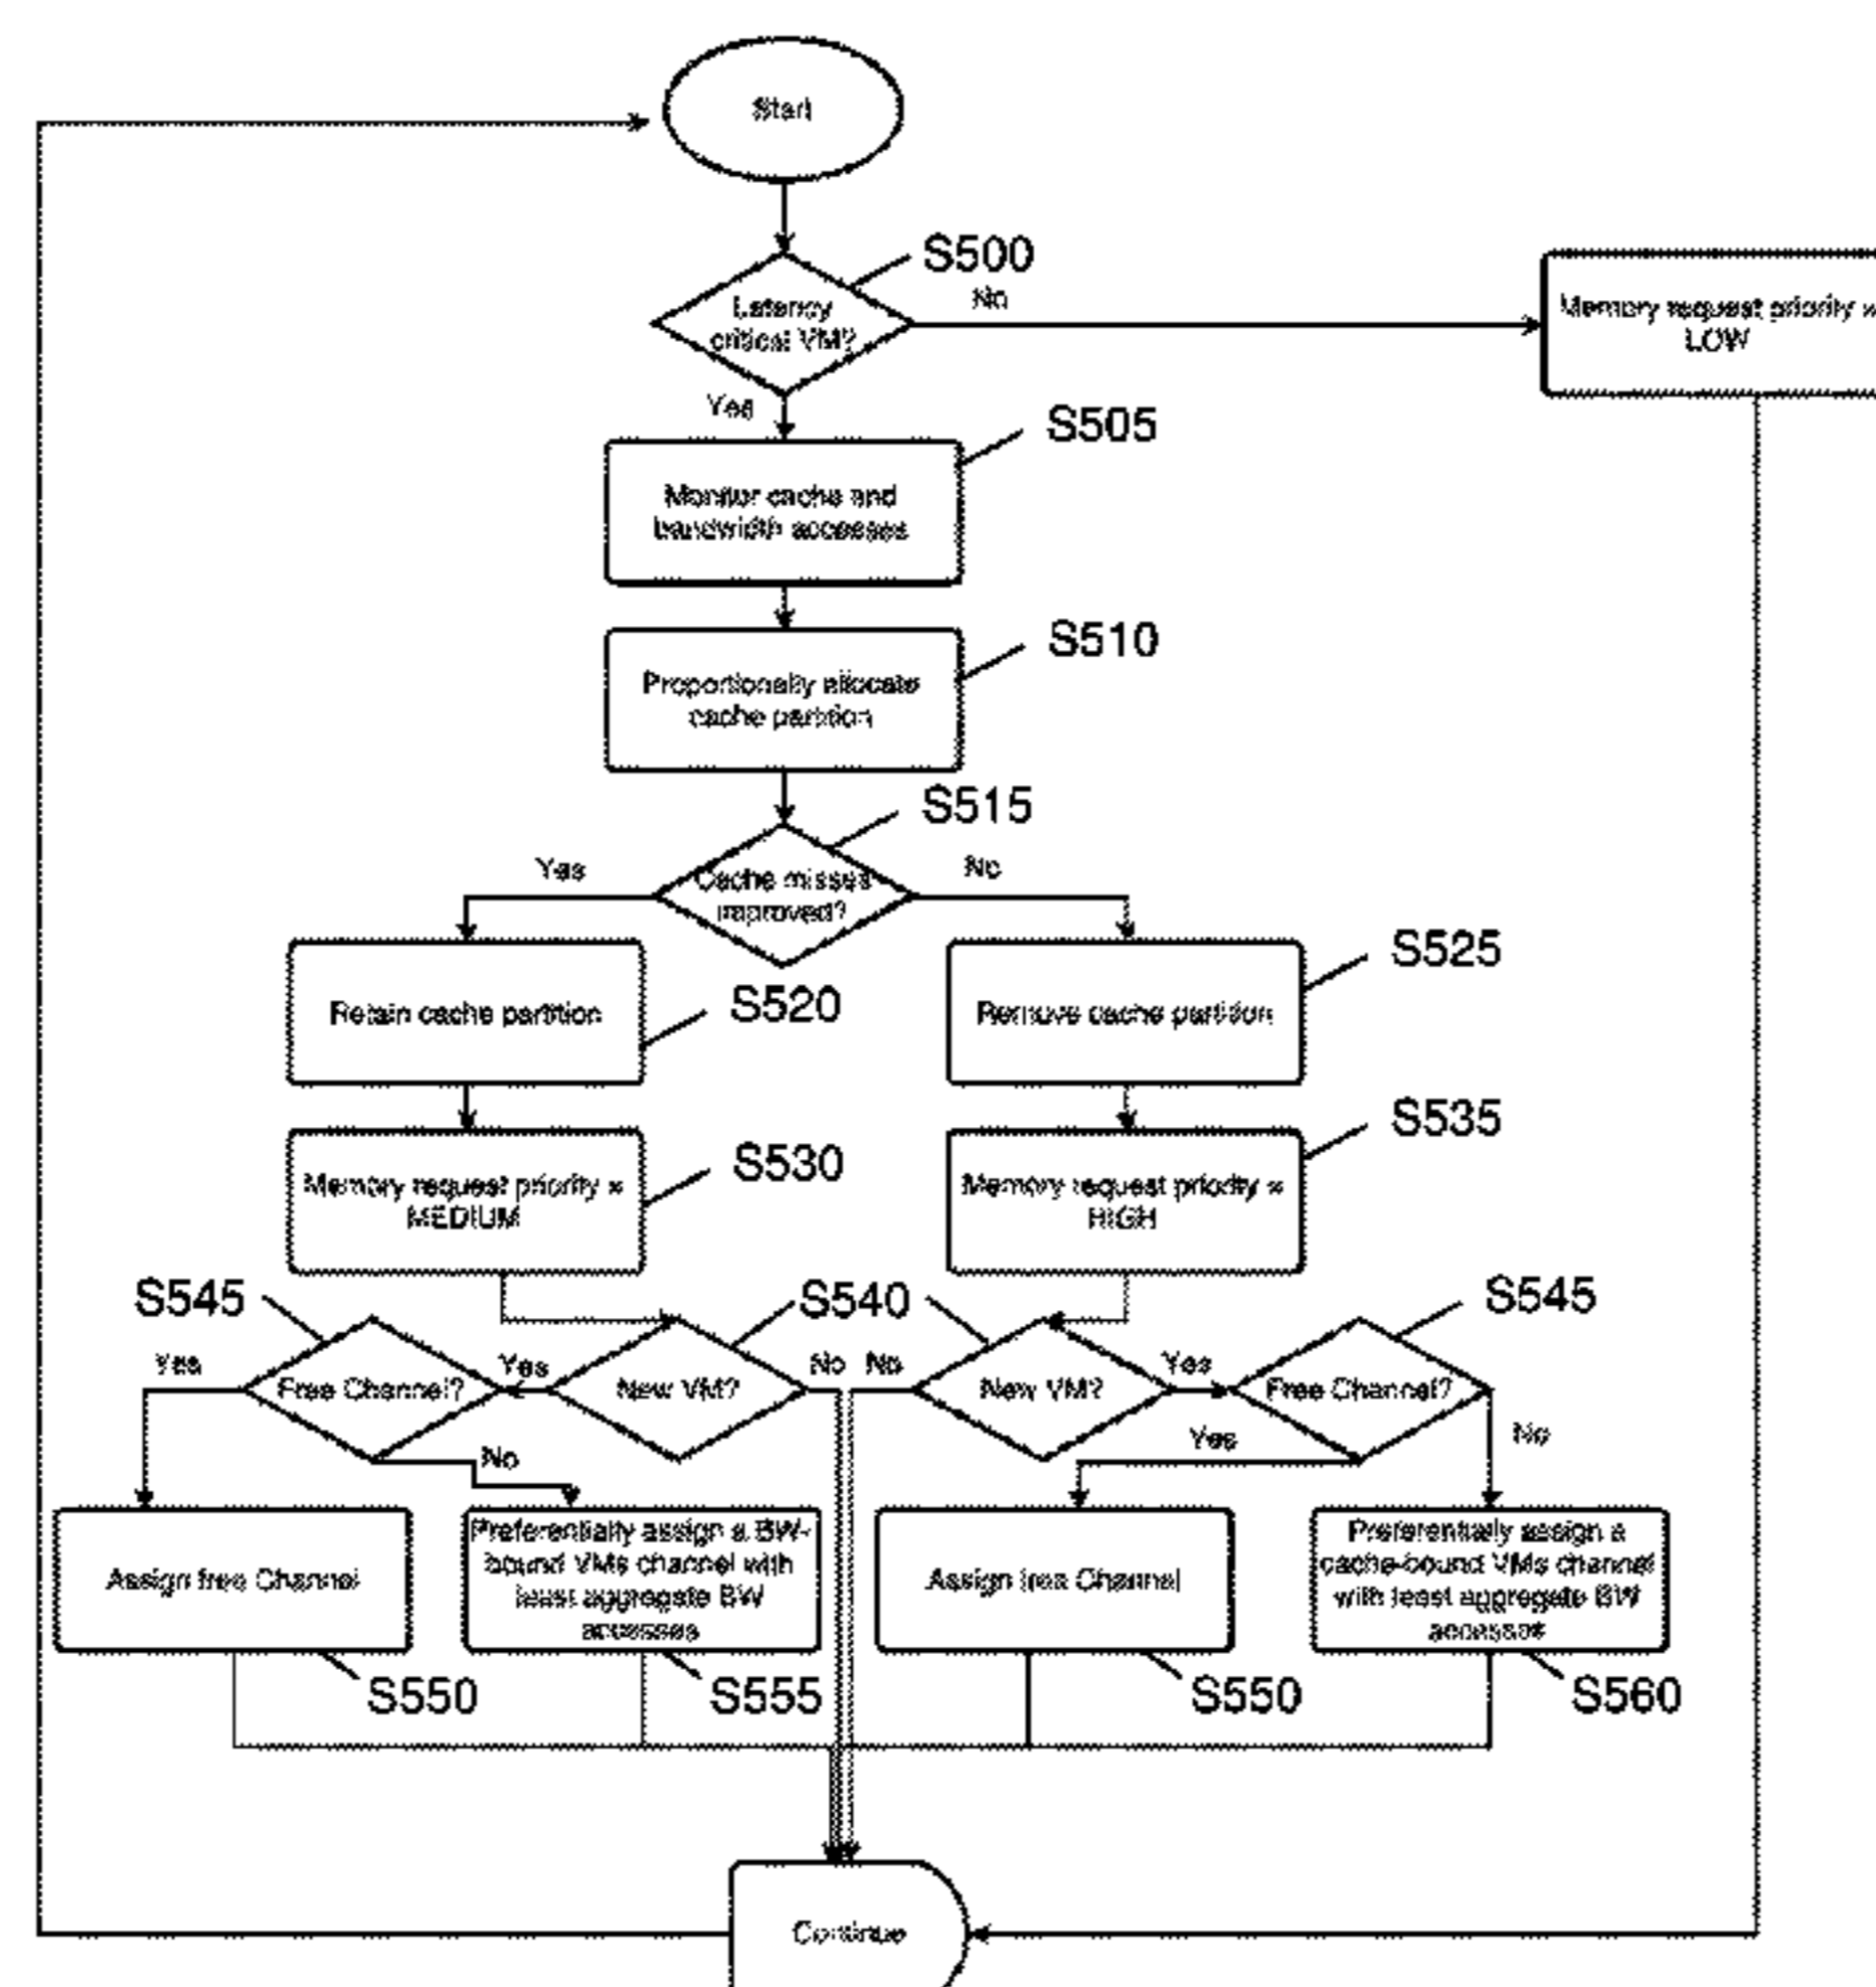 Start
S500
No
Latency
critical VM?
Memory request priority =
LOW
Yes
S505
Monitor cache and
bandwidth accesses
S510
Proportionally allocate
cache partition
S515
Yes
No
Cache misses
improved?
S525
Retain cache partition
S520
Remove cache partition
S535
Memory request priority =
MEDIUM
S530
Memory request priority =
HIGH
S545
S540
S545
Yes
Free Channel?
Yes
New VM?
No
No
New VM?
Yes
Free Channel?
No
Yes
No
Assign free Channel
Preferentially assign a BW-
bound VMs channel with
least aggregate BW
accesses
Assign free Channel
Preferentially assign a
cache-bound VMs channel
with least aggregate BW
accesses
S550
S555
S550
S560
Continue